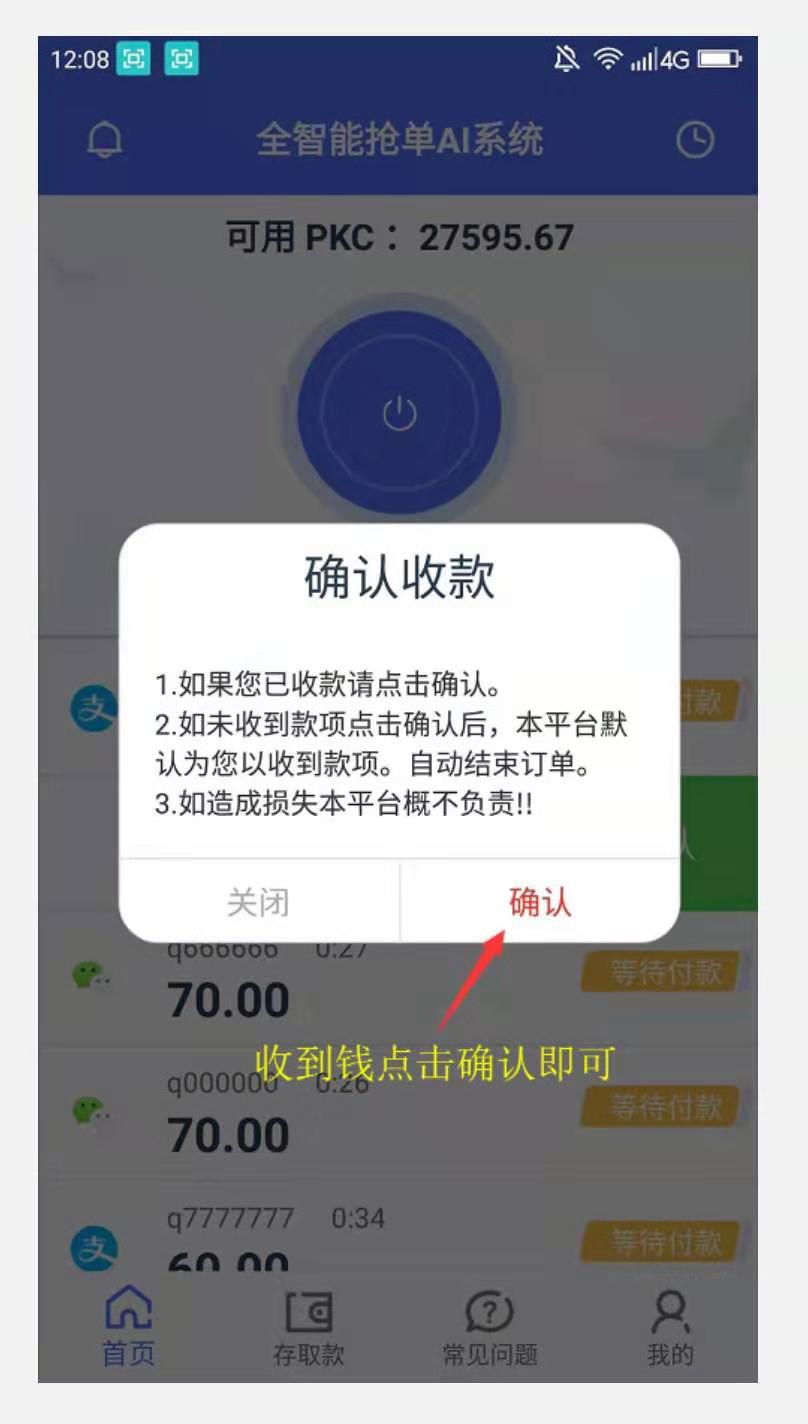 12:08 4G
全智能抢单AI系统
可用 PKC： 27595.67
确认收款
1.如果您已收款请点击确认。
付款
2.如未收到款项点击确认后，本平台默
认为您以收到款项。自动结束订单。
3.如造成损失本平台概不负责!!
关闭 确认
q666666 0:27
70.00
等待付款
收到钱点击确认即可
q000000 0:26
70.00
等待付款
q7777777 0:34
60.00
等待付款
首页 存取款 常见问题 我的